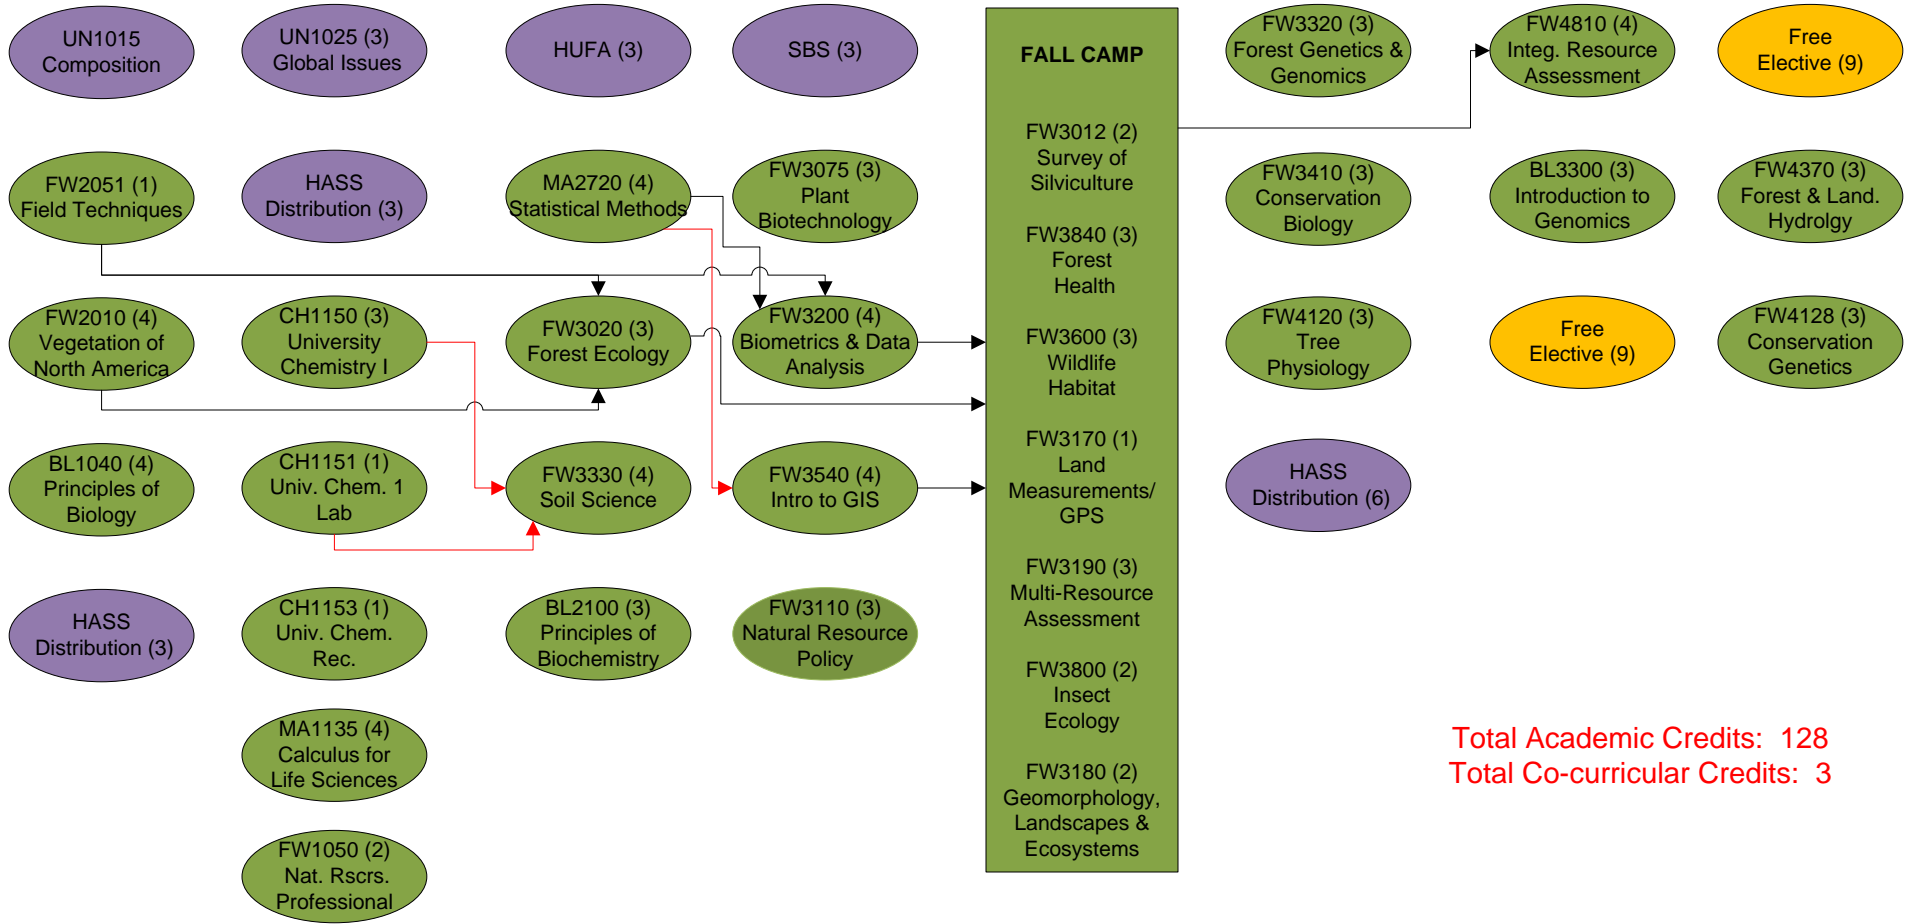 UN1015
Composition
UN1025 (3)
Global Issues
HUFA (3)
SBS (3)
FW2051 (1)
Field Techniques
HASS
Distribution (3)
MA2720 (4)
Statistical Methods
FW3075 (3)
Plant
Biotechnology
FW2010 (4)
Vegetation of
North America
CH1150 (3)
University
Chemistry I
FW3020 (3)
Forest Ecology
FW3200 (4)
Biometrics & Data
Analysis
BL1040 (4)
Principles of
Biology
CH1151 (1)
Univ. Chem. 1
Lab
FW3330 (4)
Soil Science
FW3540 (4)
Intro to GIS
HASS
Distribution (3)
CH1153 (1)
Univ. Chem.
Rec.
BL2100 (3)
Principles of
Biochemistry
FW3110 (3)
Natural Resource
Policy
MA1135 (4)
Calculus for
Life Sciences
FW1050 (2)
Nat. Rscrs.
Professional
FALL CAMP
FW3012 (2)
Survey of
Silviculture
FW3840 (3)
Forest
Health
FW3600 (3)
Wildlife
Habitat
FW3170 (1)
Land
Measurements/
GPS
FW3190 (3)
Multi-Resource
Assessment
FW3800 (2)
Insect
Ecology
FW3180 (2)
Geomorphology,
Landscapes &
Ecosystems
FW3320 (3)
Forest Genetics &
Genomics
FW4810 (4)
Integ. Resource
Assessment
Free
Elective (9)
FW3410 (3)
Conservation
Biology
BL3300 (3)
Introduction to
Genomics
FW4370 (3)
Forest & Land.
Hydrolgy
FW4120 (3)
Tree
Physiology
Free
Elective (9)
FW4128 (3)
Conservation
Genetics
HASS
Distribution (6)
Total Academic Credits:  128
Total Co-curricular Credits:  3